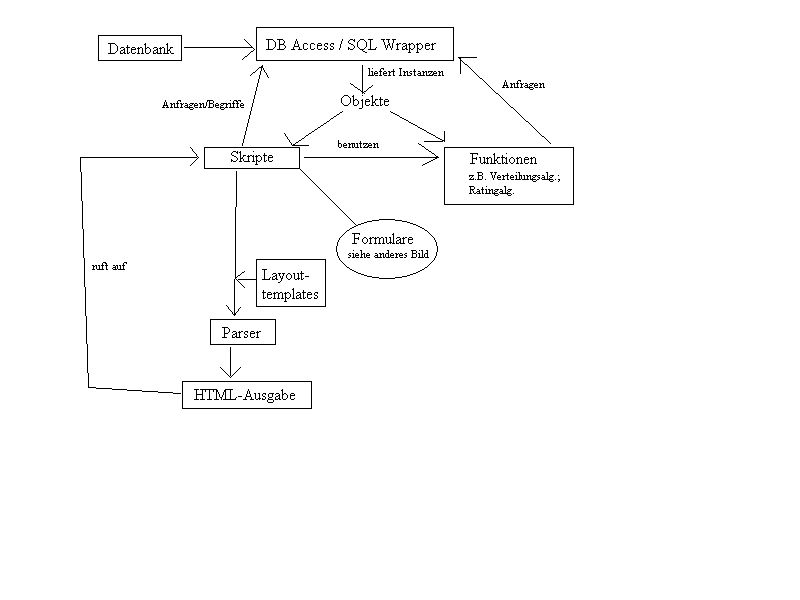 Datenbank
DB Access / SQL Wrapper
liefert Instanzen
Anfragen
Objekte
Anfragen/Begriffe
benutzen
Skripte
Funktionen
z.B. Verteilungsalg.;
Ratingalg.
Formulare
siehe anderes Bild
ruft auf
Layout-
templates
Parser
HTML-Ausgabe